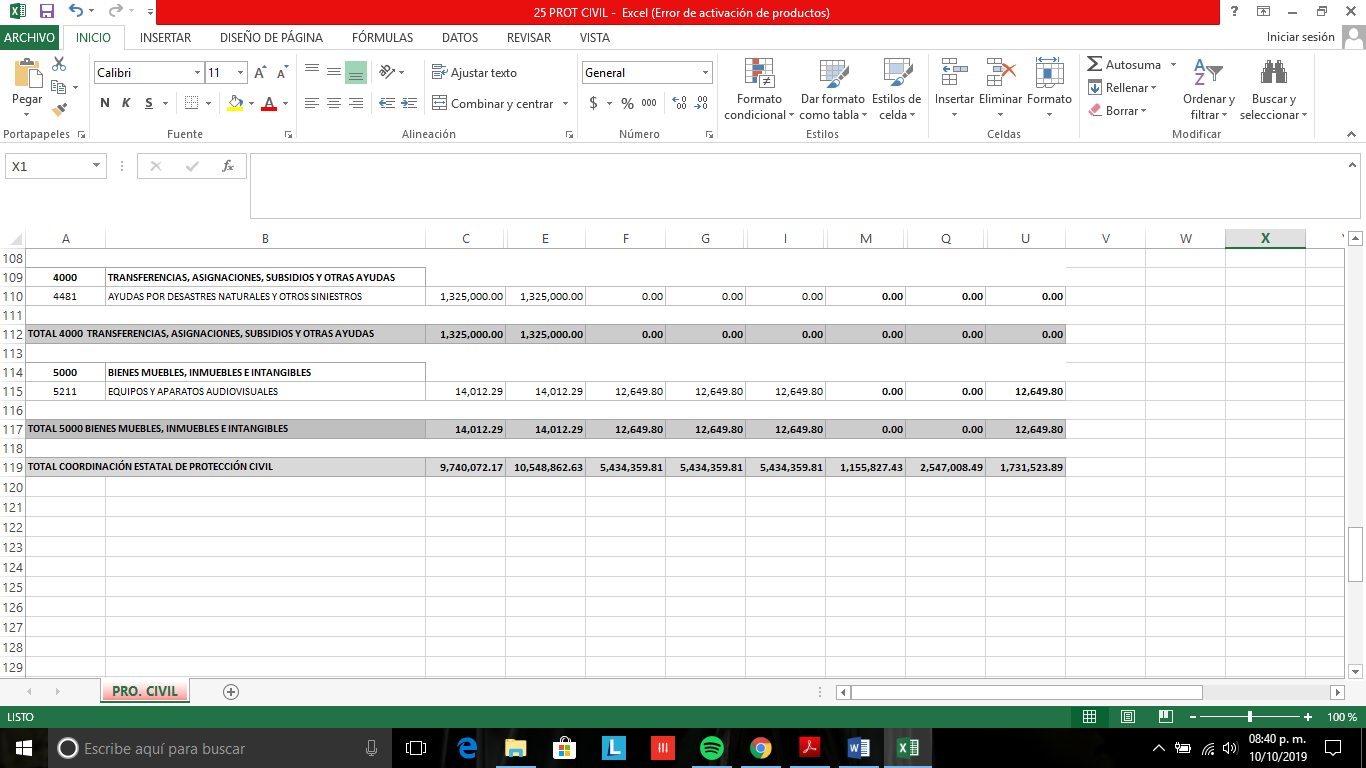 25 PROT CIVIL - Excel (Error de activación de productos)
ARCHIVO INICIO INSERTAR DISEÑO DE PÁGINA FÓRMULAS DATOS REVISAR VISTA Iniciar sesión
Pegar
Portapapeles
Calibri 11
N K S
Fuente
Ajustar texto
Combinar y centrar
Alineación
General
$ % 000
Número
Formato condicional
Dar formato como tabla
Estilos de celda
Estilos
Insertar Eliminar Formato
Celdas
Autosuma
Rellenar
Borrar
Ordenar y filtrar
Buscar y seleccionar
Modificar
X1 fx
A B C E F G I M Q U V W X
108
109 4000 TRANSFERENCIAS, ASIGNACIONES, SUBSIDIOS Y OTRAS AYUDAS
110 4481 AYUDAS POR DESASTRES NATURALES Y OTROS SINIESTROS 1,325,000.00 1,325,000.00 0.00 0.00 0.00 0.00 0.00 0.00
111
112 TOTAL 4000 TRANSFERENCIAS, ASIGNACIONES, SUBSIDIOS Y OTRAS AYUDAS 1,325,000.00 1,325,000.00 0.00 0.00 0.00 0.00 0.00 0.00
113
114 5000 BIENES MUEBLES, INMUEBLES E INTANGIBLES
115 5211 EQUIPOS Y APARATOS AUDIOVISUALES 14,012.29 14,012.29 12,649.80 12,649.80 12,649.80 0.00 0.00 12,649.80
116
117 TOTAL 5000 BIENES MUEBLES, INMUEBLES E INTANGIBLES 14,012.29 14,012.29 12,649.80 12,649.80 12,649.80 0.00 0.00 12,649.80
118
119 TOTAL COORDINACIÓN ESTATAL DE PROTECCIÓN CIVIL 9,740,072.17 10,548,862.63 5,434,359.81 5,434,359.81 5,434,359.81 1,155,827.43 2,547,008.49 1,731,523.89
120
121
122
123
124
125
126
127
128
129
PRO. CIVIL
LISTO 100 %
Escribe aquí para buscar
08:40 p. m.
10/10/2019